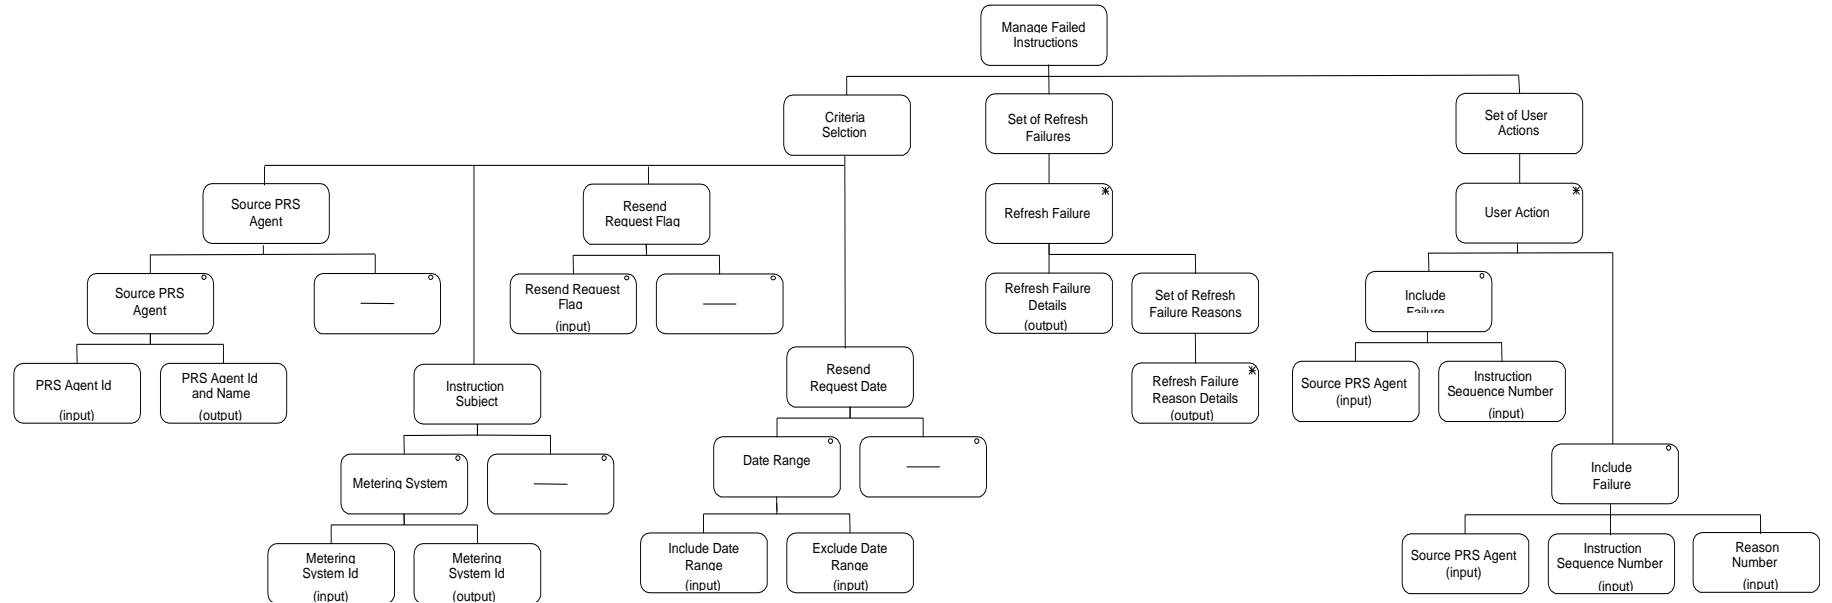 Manage Failed
Instructions
Criteria
Selction
Set of Refresh
Failures
Set of User
Actions
Source PRS
Agent
Resend
Request Flag
Refresh Failure
User Action
Source PRS
Agent
Resend Request
Flag
(input)
Refresh Failure
Details
(output)
Set of Refresh
Failure Reasons
Include
Failure
PRS Agent Id
(input)
PRS Agent Id
and Name
(output)
Instruction
Subject
Resend
Request Date
Refresh Failure
Reason Details
(output)
Source PRS Agent
(input)
Instruction
Sequence Number
(input)
Metering System
Date Range
Include
Failure
Metering
System Id
(input)
Metering
System Id
(output)
Include Date
Range
(input)
Exclude Date
Range
(input)
Source PRS Agent
(input)
Instruction
Sequence Number
(input)
Reason
Number
(input)